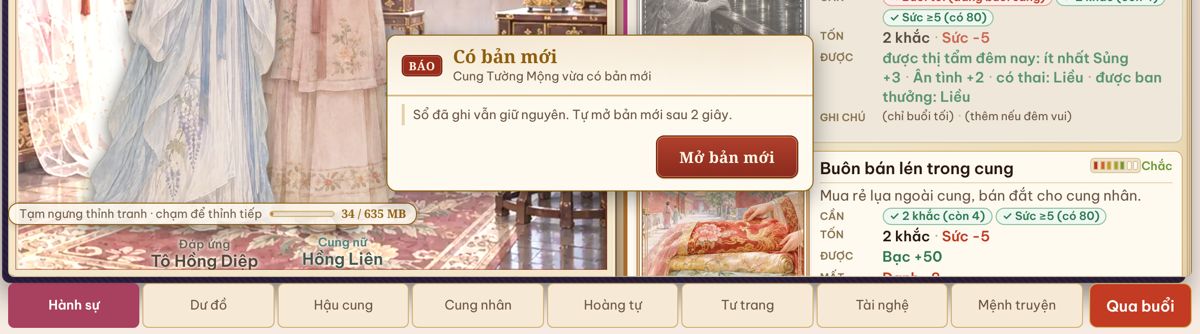 ✓ Sức ≥5 (có 80)
TỐN 2 khắc · Sức -5
ĐƯỢC được thị tẩm đêm nay: ít nhất Sủng
+3 · Ân tình +2 · có thai: Liều · được ban
thưởng: Liều
GHI CHÚ (chỉ buổi tối) · (thêm nếu đêm vui)
BÁO
Có bản mới
Cung Tường Mộng vừa có bản mới
Sổ đã ghi vẫn giữ nguyên. Tự mở bản mới sau 2 giây.
Mở bản mới
Buôn bán lén trong cung
Chắc
Mua rẻ lụa ngoài cung, bán đắt cho cung nhân.
CẦN ✓ 2 khắc (còn 4) ✓ Sức ≥5 (có 80)
TỐN 2 khắc · Sức -5
ĐƯỢC Bạc +50
Tạm ngưng thỉnh tranh · chạm để thỉnh tiếp 34 / 635 MB
Đáp ứng
Tô Hồng Diệp
Cung nữ
Hồng Liên
Hành sự
Dư đồ
Hậu cung
Cung nhân
Hoàng tự
Tư trang
Tài nghệ
Mệnh truyện
Qua buổi